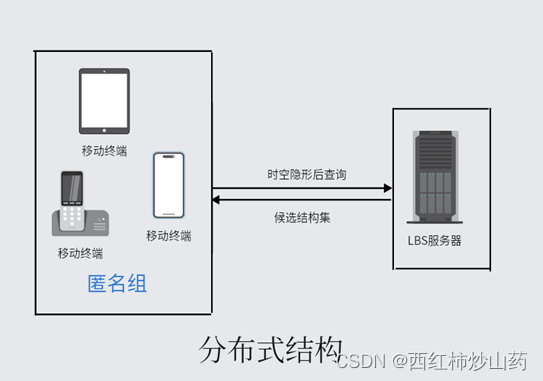 移动终端
时空隐形后查询
候选结构集
移动终端
移动终端
LBS服务器
匿名组
分布式结构
CSDN @西红柿炒山药